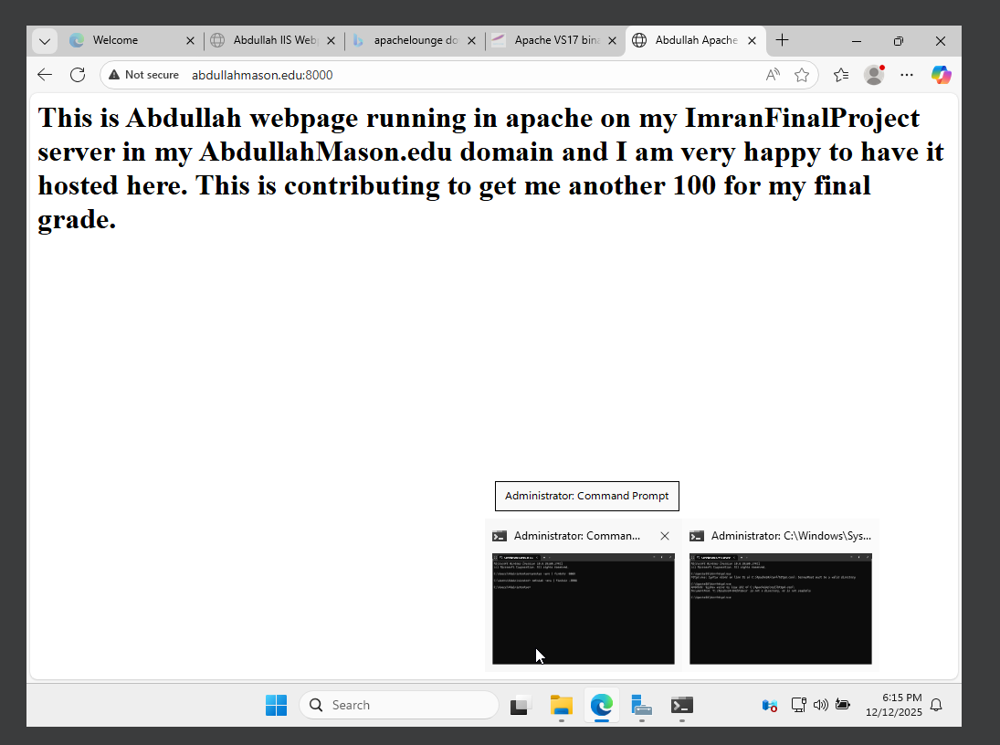 Welcome
Abdullah IIS Web
apachelounge do
Apache VS17 bina
Abdullah Apache
Not secure
abdullahmason.edu:8000
This is Abdullah webpage running in apache on my ImranFinalProject
server in my AbdullahMason.edu domain and I am very happy to have it
hosted here. This is contributing to get me another 100 for my final
grade.
Administrator: Command Prompt
Administrator: Comman...
Administrator: C:\Windows\Sys...
Search
6:15 PM
12/12/2025